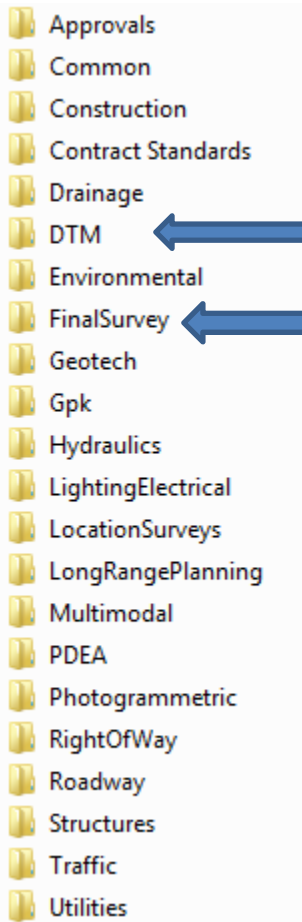 Approvals
Common
Construction
Contract Standards
Drainage
DTM
Environmental
FinalSurvey
Geotech
Gpk
Hydraulics
LightingElectrical
LocationSurveys
LongRangePlanning
Multimodal
PDEA
Photogrammetric
RightOfWay
Roadway
Structures
Traffic
Utilities